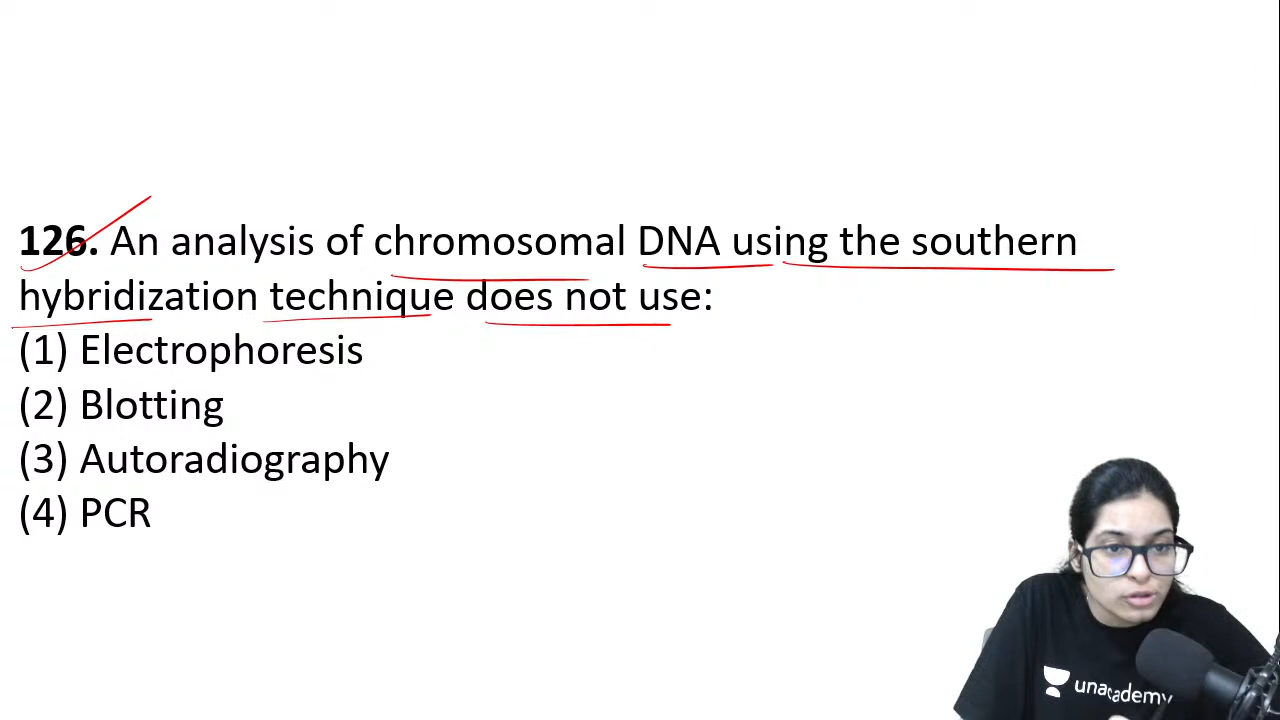 126. An analysis of chromosomal DNA using the southern
hybridization technique does not use:
(1) Electrophoresis
(2) Blotting
(3) Autoradiography
(4) PCR
unacademy